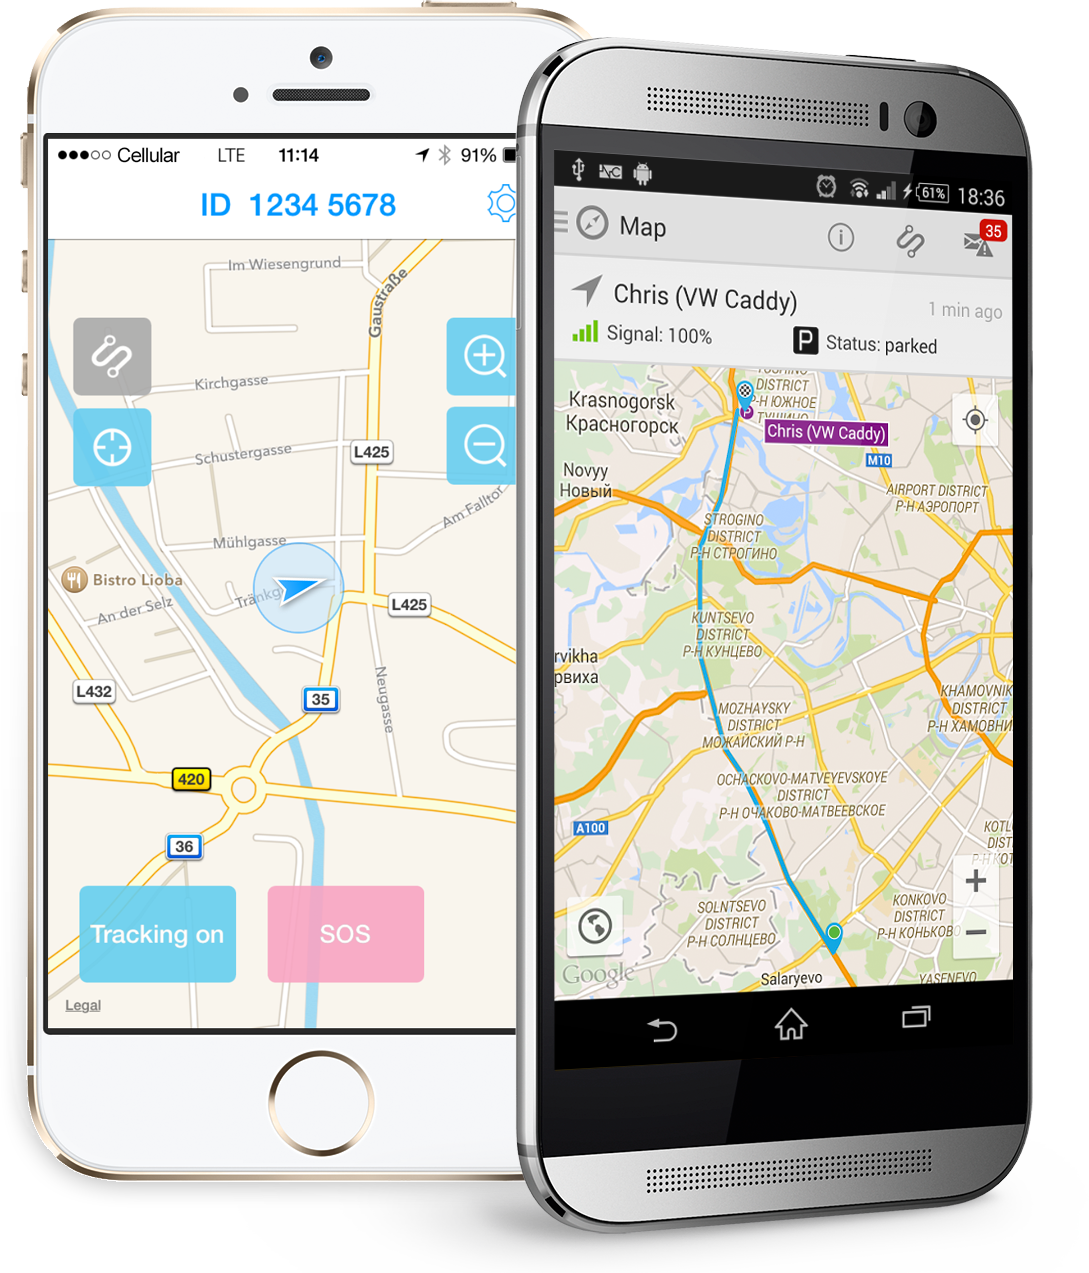 Cellular LTE 11:14 91%
ID 1234 5678
Im Wiesengrund
Gaustraße
Kirchgasse
L425
Schustergasse
Am Falltor
Mühlgasse
Bistro Lioba
An der Selz
L425
L432
Neugasse
35
420
36
Tracking on
SOS
Legal
61% 18:36
Map
35
Chris (VW Caddy)
1 min ago
Signal: 100%
P
Status: parked
DISTRICT
Р-Н ЮЖНОЕ
ТУШИНО
Krasnogorsk
Красногорск
P
Chris (VW Caddy)
M10
Novyy
Новый
AIRPORT DISTRICT
Р-Н АЭРОПОРТ
STROGINO
DISTRICT
Р-Н СТРОГИНО
KUNTSEVO
DISTRICT
Р-Н КУНЦЕВО
rvikha
рвиха
KHAMOVNIK
DISTRICT
Р-Н ХАМОВНИ
MOZHAYSKY
DISTRICT
МОЖАЙСКИЙ Р-Н
OCHACKOVO-MATVEYEVSKOYE
DISTRICT
Р-Н ОЧАКОВО-МАТВЕЕВСКОЕ
A100
KOTL
DIS
Р-Н КОТ
+
KONKOVO
DISTRICT
Р-Н КОНЬКОВО
−
SOLNTSEVO
DISTRICT
Р-Н СОЛНЦЕВО
Google
Salaryevo
YASENEVO